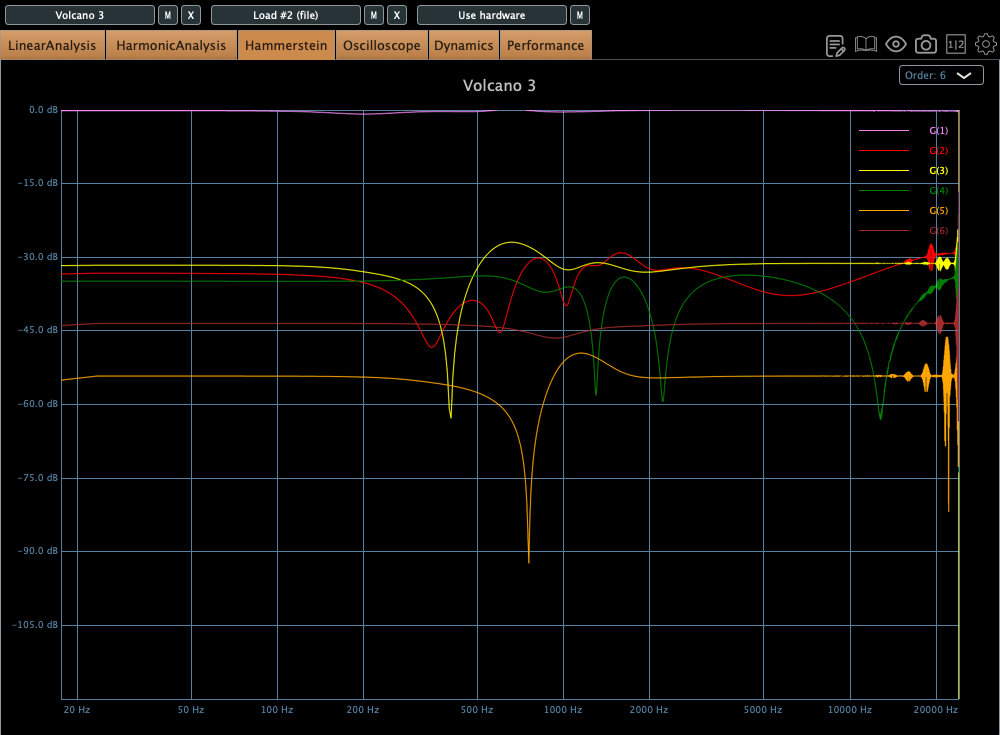 Volcano 3 M X Load #2 (file) M X Use hardware M
LinearAnalysis HarmonicAnalysis Hammerstein Oscilloscope Dynamics Performance 1|2
Order: 6
Volcano 3
0.0 dB
G(1)
G(2)
G(3)
−15.0 dB
G(4)
G(5)
G(6)
−30.0 dB
−45.0 dB
−60.0 dB
−75.0 dB
−90.0 dB
−105.0 dB
20 Hz 50 Hz 100 Hz 200 Hz 500 Hz 1000 Hz 2000 Hz 5000 Hz 10000 Hz 20000 Hz